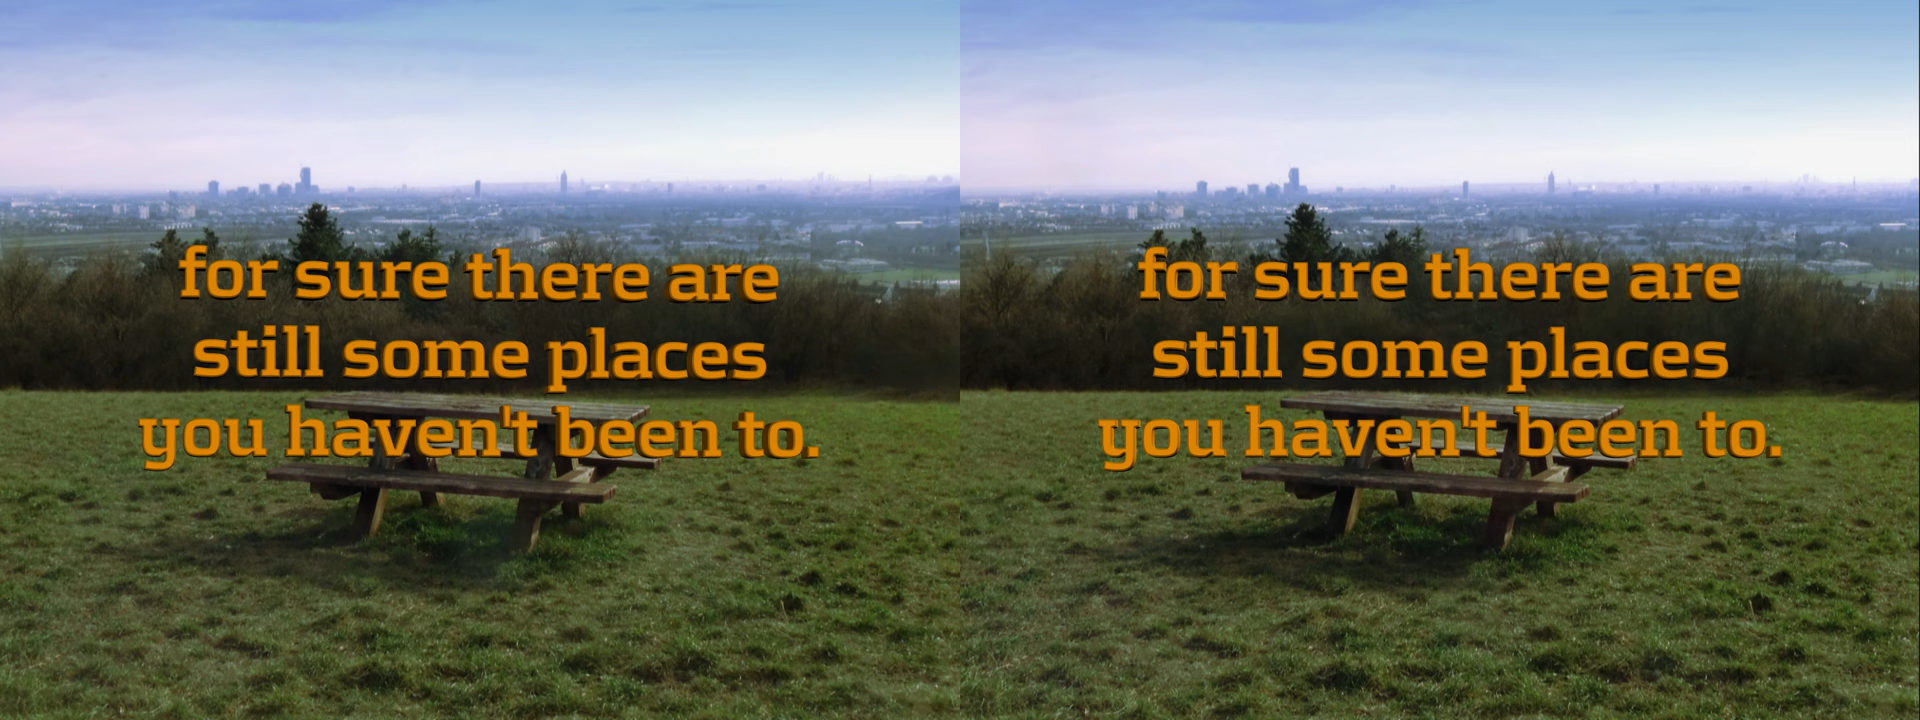 for sure there are
still some places
you haven't been to.
for sure there are
still some places
you haven't been to.